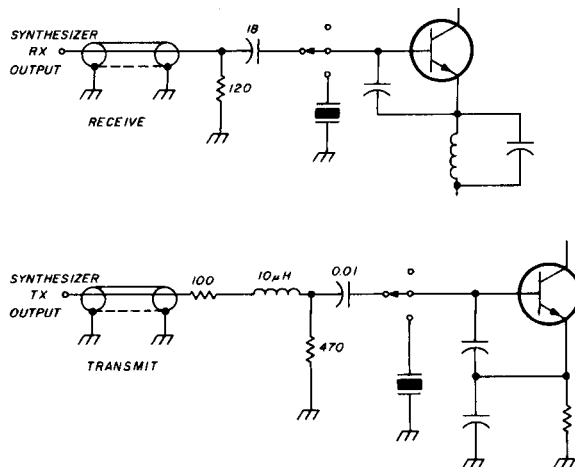 SYNTHESIZER
RX
OUTPUT
18
120
RECEIVE
SYNTHESIZER
TX
OUTPUT
100
10μH
0.01
470
TRANSMIT